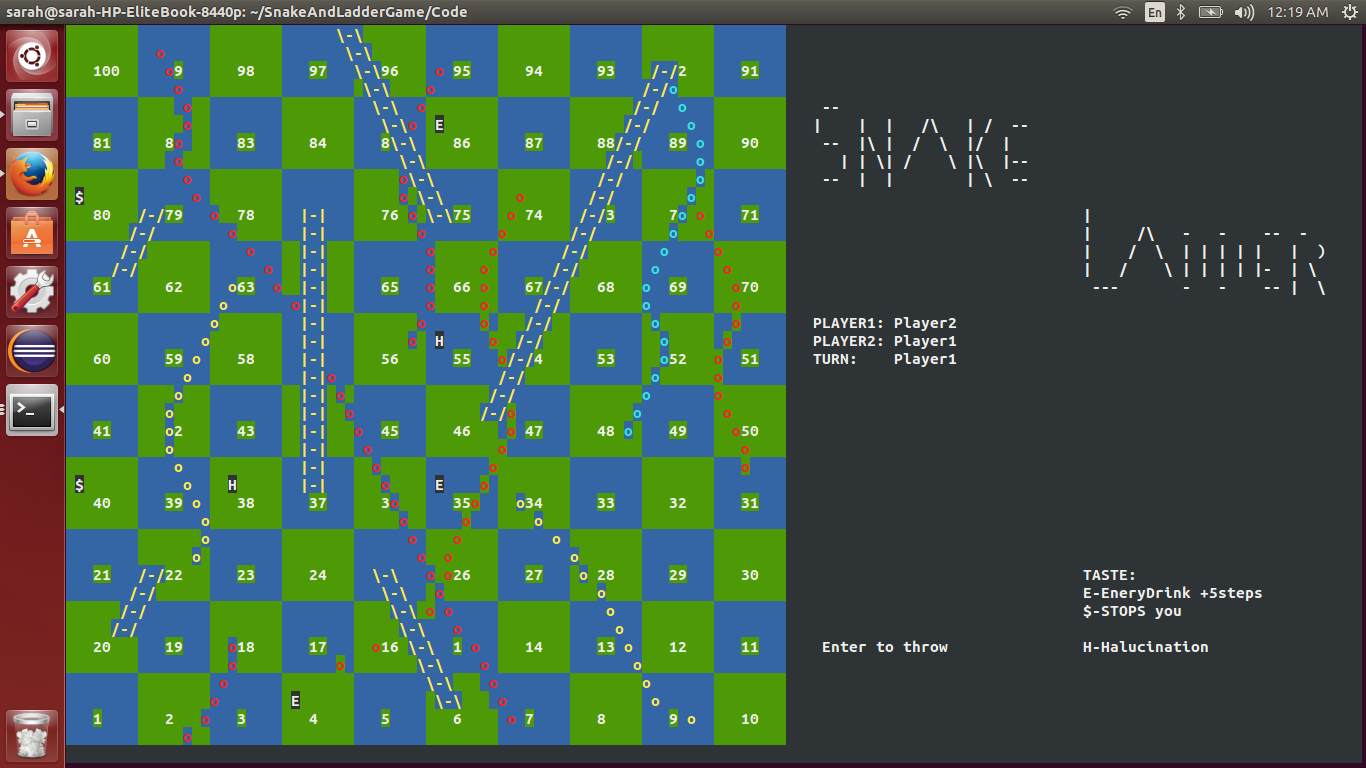 sarah@sarah-HP-EliteBook-8440p: ~/SnakeAndLadderGame/Code
En
12:19 AM
100 9 98 97 96 95 94 93 2 91
E
81 8 83 84 8 86 87 88 89 90
$
80 79 78 76 75 74 3 7 71
61 62 63 65 66 67 68 69 70
H
60 59 58 56 55 4 53 52 51
41 2 43 45 46 47 48 49 50
$ H E
40 39 38 37 3 35 34 33 32 31
21 22 23 24 26 27 28 29 30
20 19 18 17 16 1 14 13 12 11
E
1 2 3 4 5 6 7 8 9 10
SNAKE
LADDER
PLAYER1: Player2
PLAYER2: Player1
TURN: Player1
TASTE:
E-EneryDrink +5steps
$-STOPS you
Enter to throw
H-Halucination